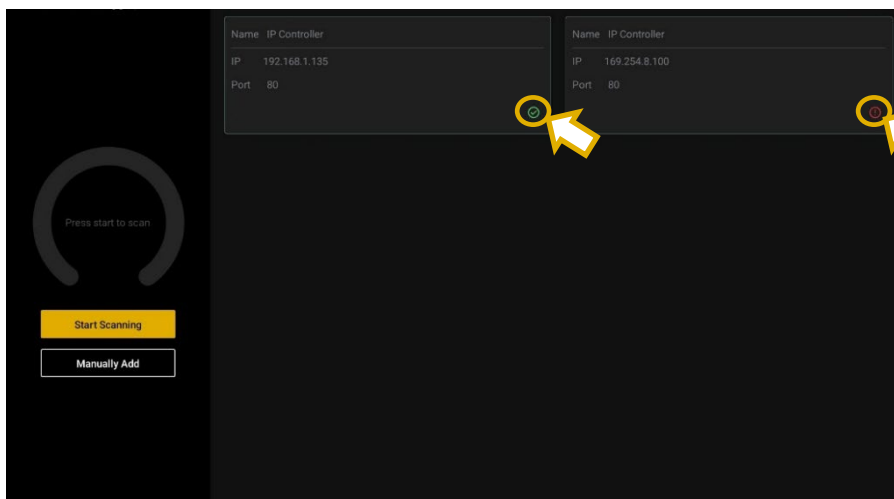 Name IP Controller
IP 192.168.1.135
Port 80
Name IP Controller
IP 169.254.8.100
Port 80
Press start to scan
Start Scanning
Manually Add